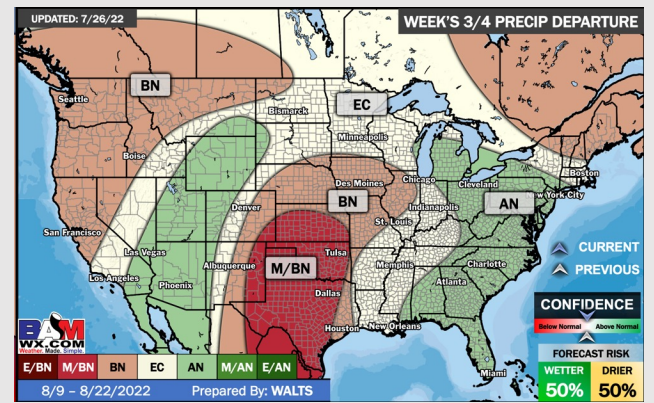 UPDATED: 7/26/22
WEEK'S 3/4 PRECIP DEPARTURE
BN
Seattle
EC
Bismarck
Minneapolis
Boise
Boston
Chicago
Cleveland
New York City
Des Moines
BN
AN
Denver
Indianapolis
St. Louis
San Francisco
Las Vegas
Tulsa
CURRENT
Los Angeles
Albuquerque
M/BN
Memphis
Charlotte
PREVIOUS
Phoenix
Dallas
Atlanta
CONFIDENCE
Below Normal
Above Normal
Houston
New Orleans
BAM
WX.COM
Weather. Made. Simple.
FORECAST RISK
E/BN M/BN BN EC AN M/AN E/AN
Miami
WETTER
50%
DRIER
50%
8/9 – 8/22/2022
Prepared By: WALTS